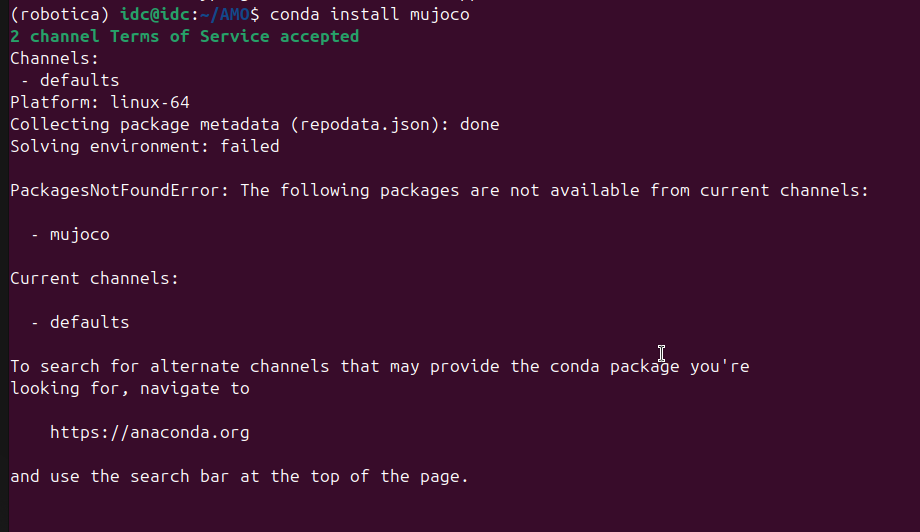 (robotica) idc@idc:~/AMO$ conda install mujoco
2 channel Terms of Service accepted
Channels:
 - defaults
Platform: linux-64
Collecting package metadata (repodata.json): done
Solving environment: failed

PackagesNotFoundError: The following packages are not available from current channels:

  - mujoco

Current channels:

  - defaults

To search for alternate channels that may provide the conda package you're
looking for, navigate to

    https://anaconda.org

and use the search bar at the top of the page.